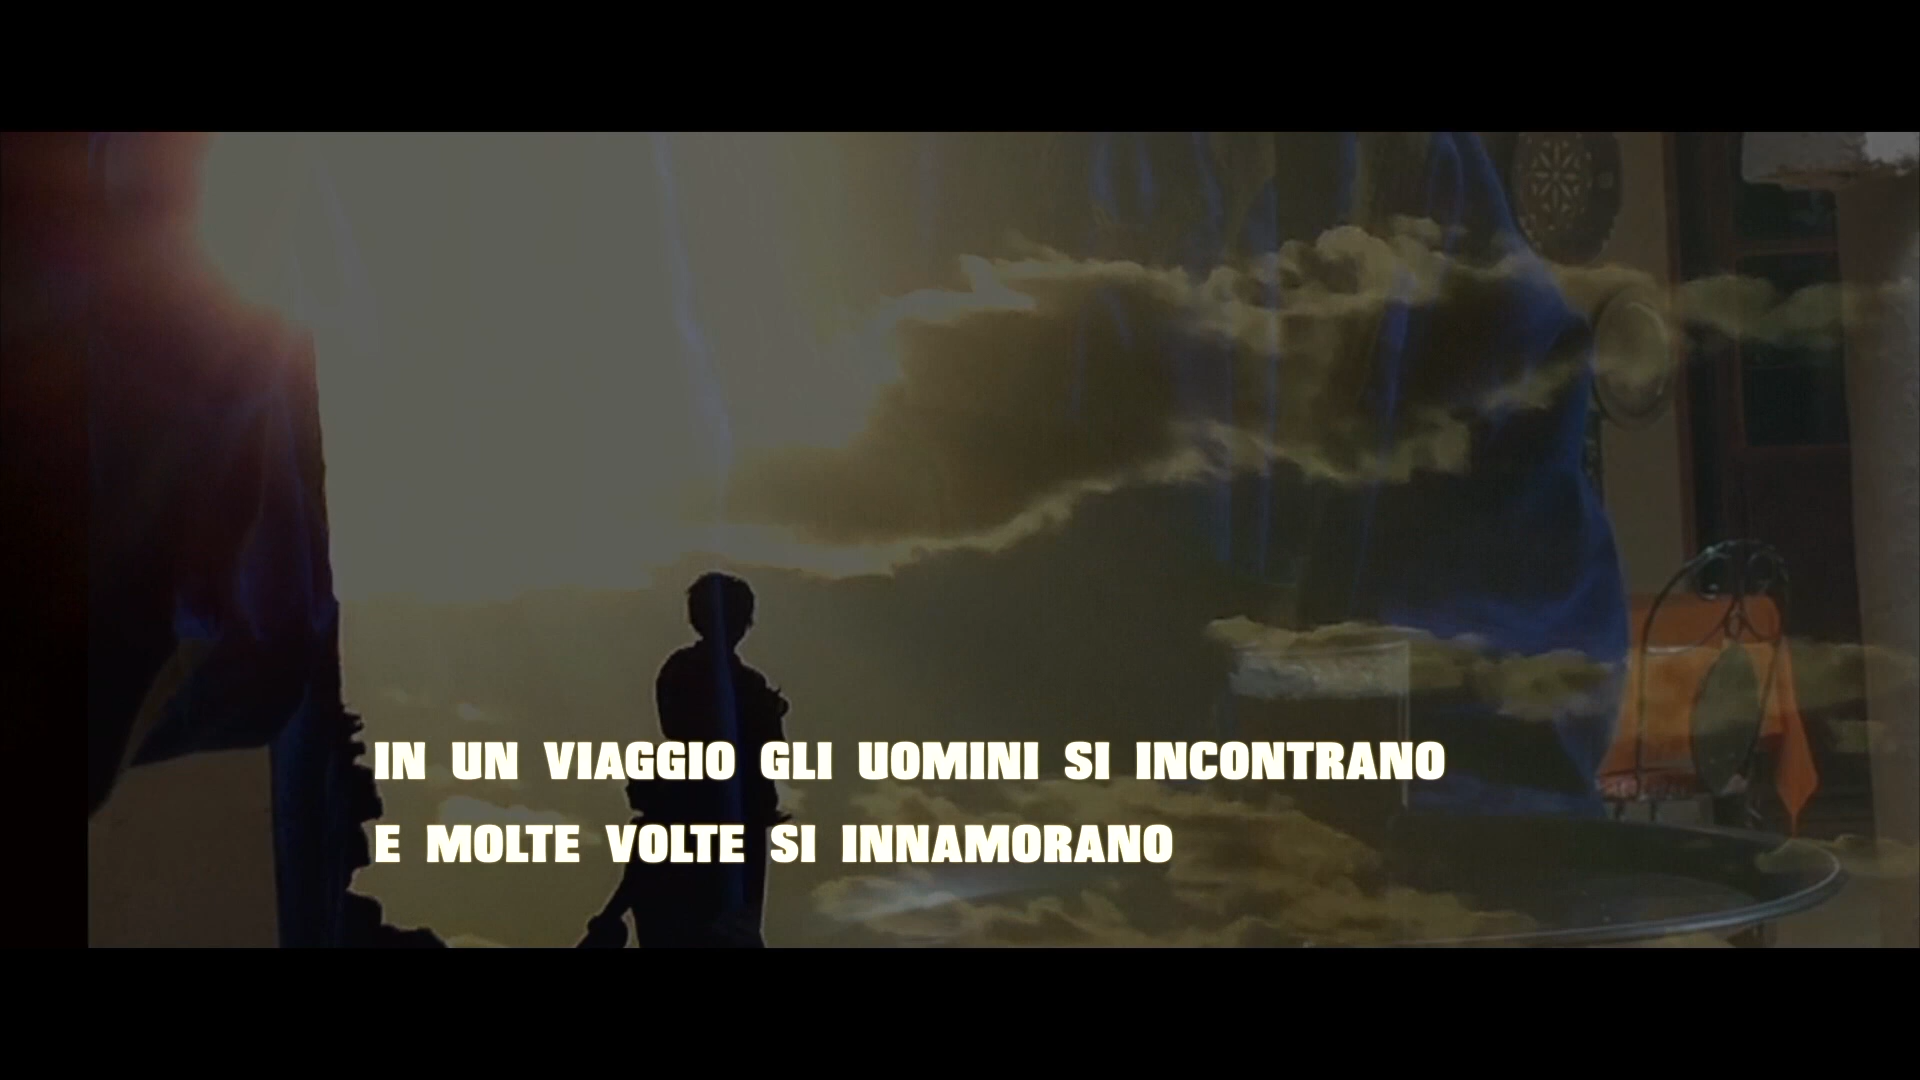 IN UN VIAGGIO GLI UOMINI SI INCONTRANO
E MOLTE VOLTE SI INNAMORANO